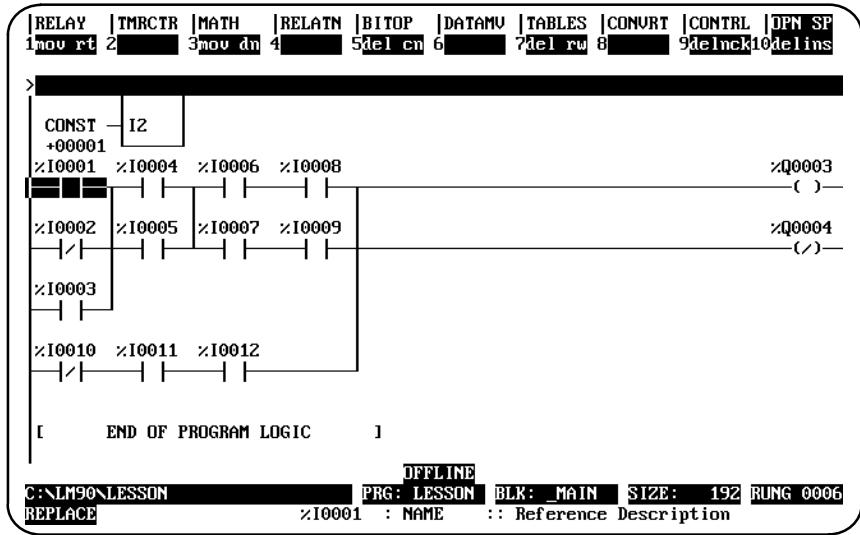 |RELAY |TMRCTR |MATH |RELATN |BITOP |DATAMV |TABLES |CONVRT |CONTRL |OPN SP
1mov rt 2 3mov dn 4 5del cn 6 7del rw 8 9delnck10delins
>
CONST I2
+00001
%I0001 %I0004 %I0006 %I0008 %Q0003
%I0002 %I0005 %I0007 %I0009 %Q0004
%I0003
%I0010 %I0011 %I0012
[ END OF PROGRAM LOGIC ]
OFFLINE
C:\LM90\LESSON PRG: LESSON BLK: _MAIN SIZE: 192 RUNG 0006
REPLACE %I0001 : NAME :: Reference Description